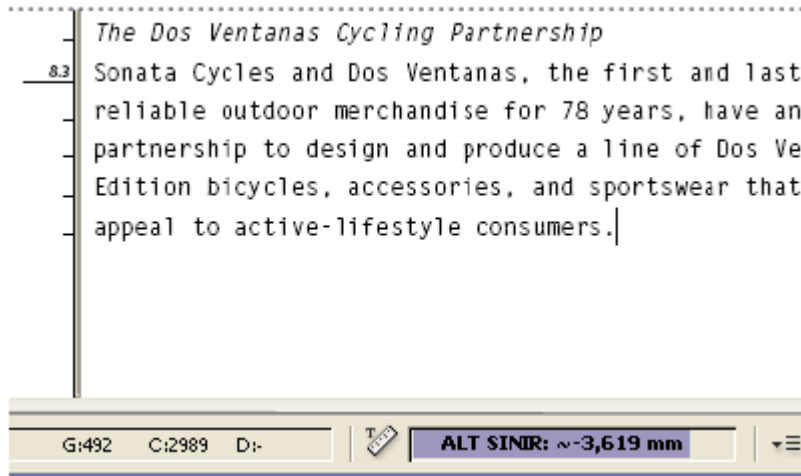 The Dos Ventanas Cycling Partnership
8.3 Sonata Cycles and Dos Ventanas, the first and last
reliable outdoor merchandise for 78 years, have an
partnership to design and produce a line of Dos Ve
Edition bicycles, accessories, and sportswear that
appeal to active-lifestyle consumers.
G:492 C:2989 D:- T ALT SINIR: ~-3,619 mm